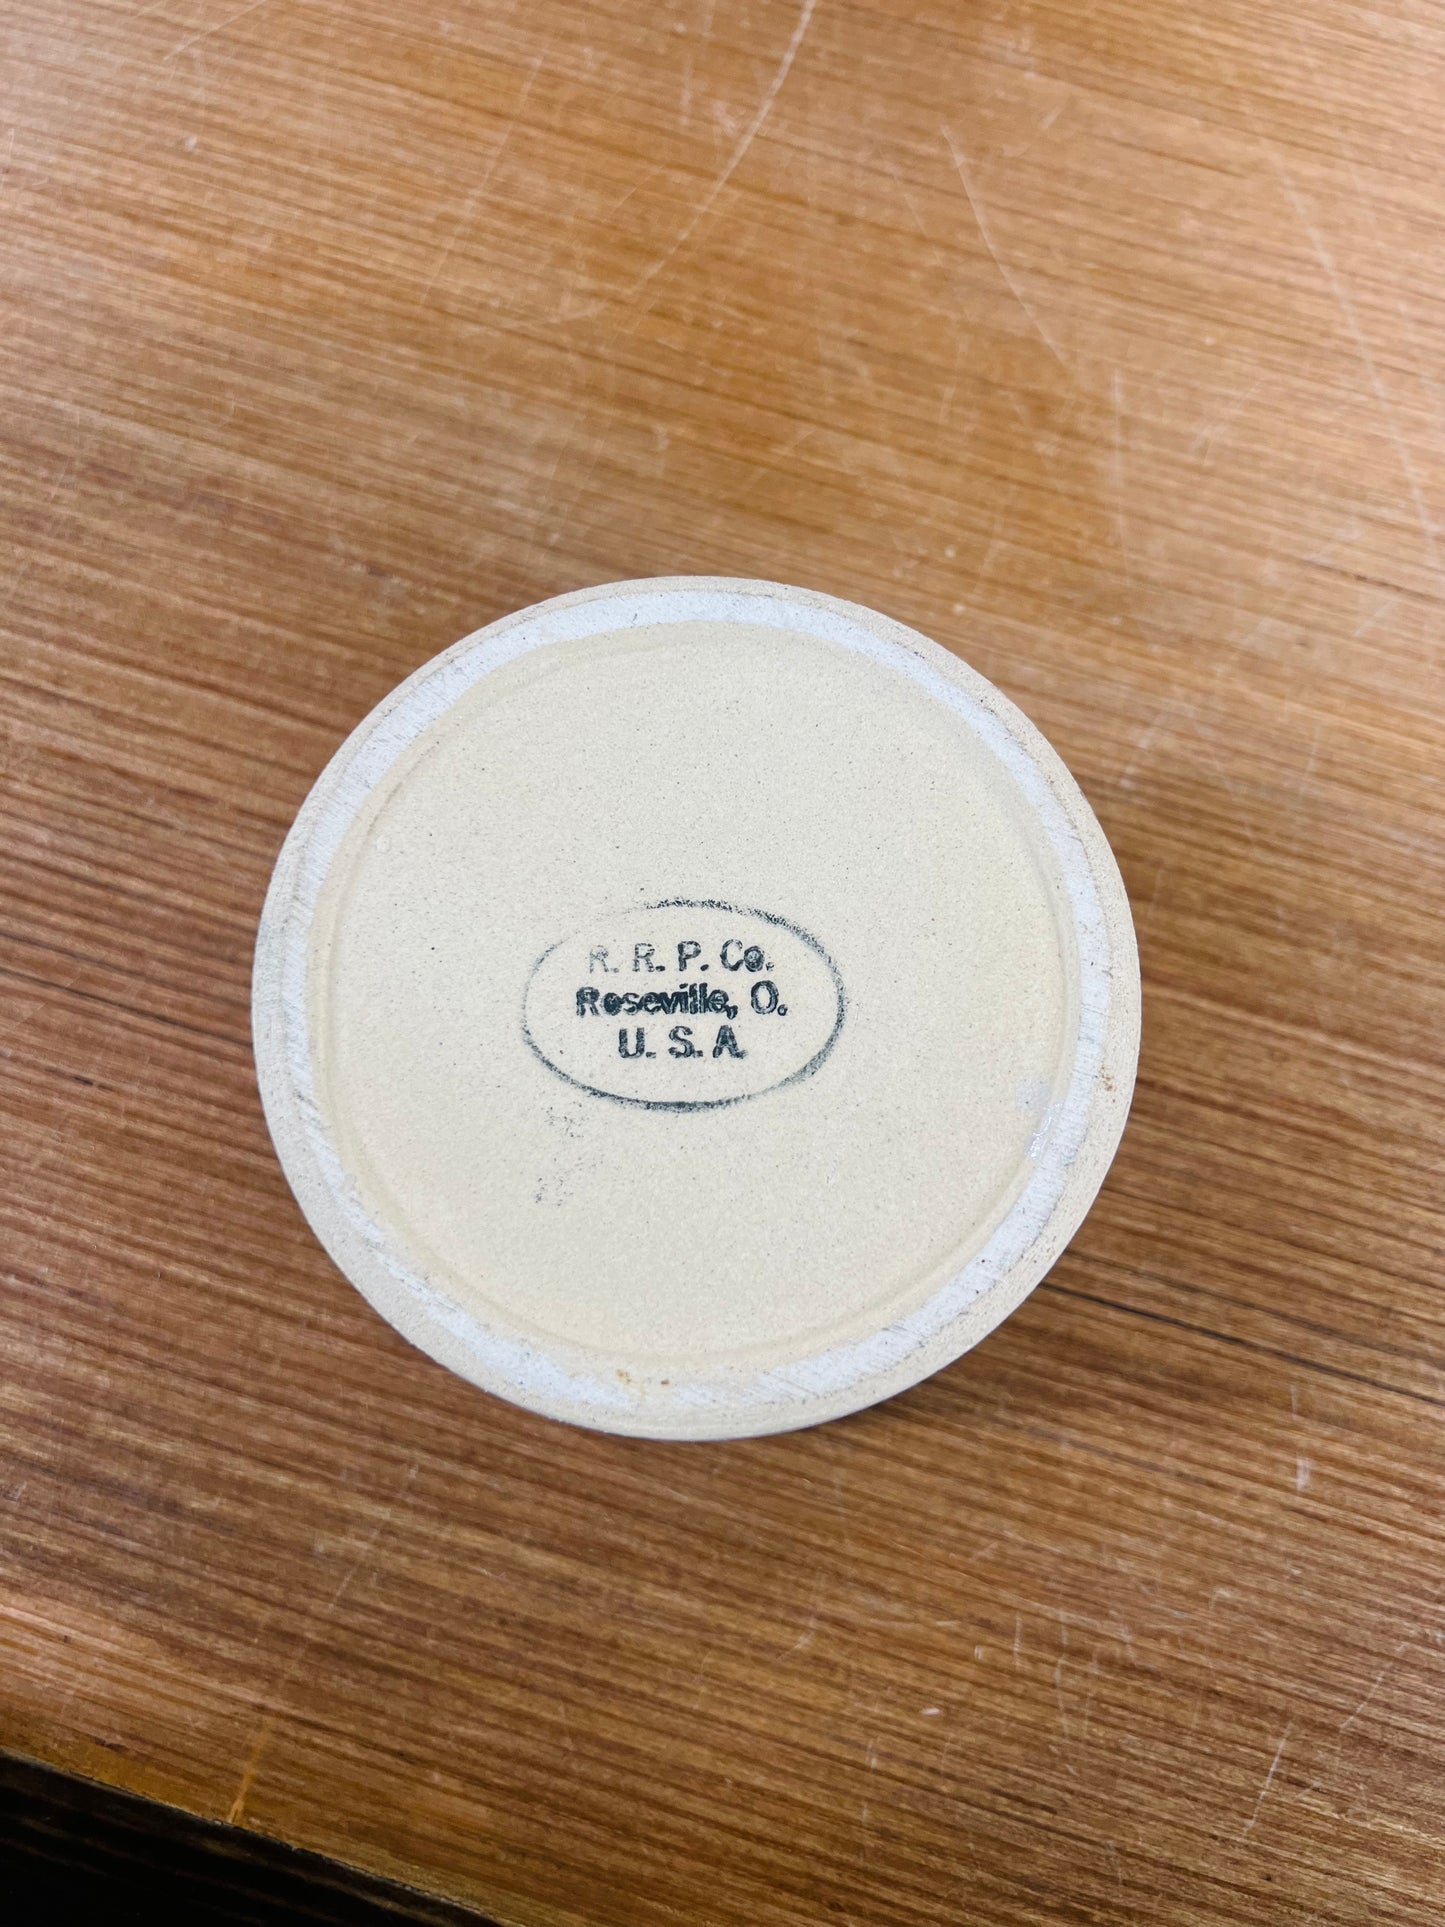 R. R. P. Co.
Roseville, O.
U. S. A.